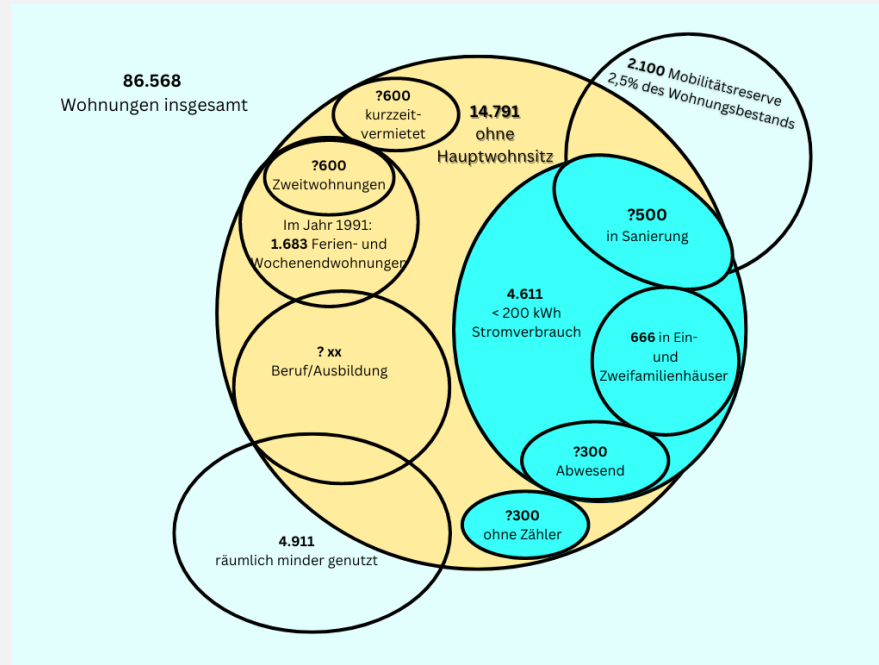 86.568
Wohnungen insgesamt
?600
kurzzeit-
vermietet
14.791
ohne
Hauptwohnsitz
2.100 Mobilitätsreserve
2,5% des Wohnungsbestands
?600
Zweitwohnungen
Im Jahr 1991:
1.683 Ferien- und
Wochenendwohnungen
?500
in Sanierung
4.611
< 200 kWh
Stromverbrauch
666 in Ein-
und
Zweifamilienhäuser
? xx
Beruf/Ausbildung
?300
Abwesend
?300
ohne Zähler
4.911
räumlich minder genutzt